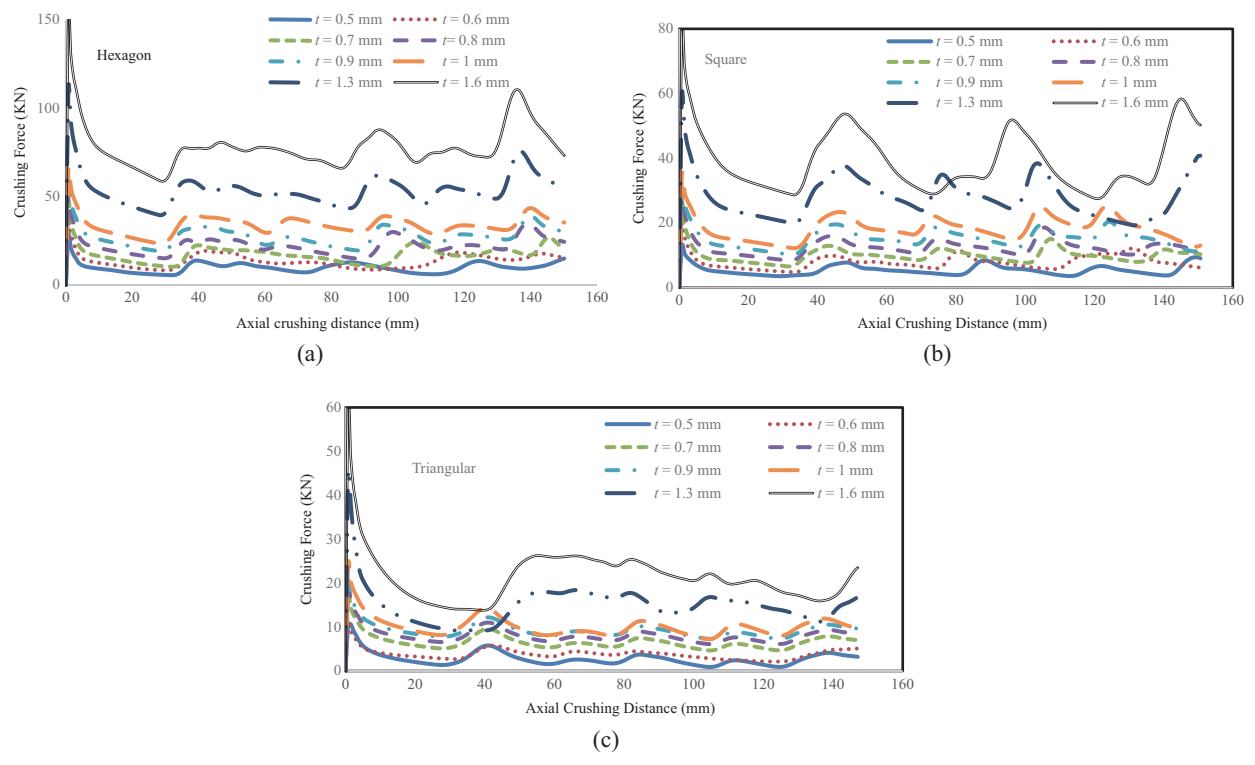 150
100
50
0
Crushing Force (KN)
Hexagon
t = 0.5 mm
t = 0.6 mm
t = 0.7 mm
t= 0.8 mm
t = 0.9 mm
t = 1 mm
t = 1.3 mm
t = 1.6 mm
0 20 40 60 80 100 120 140 160
Axial crushing distance (mm)
(a)
80
60
40
20
0
Crushing Force (KN)
Square
t = 0.5 mm
t = 0.6 mm
t = 0.7 mm
t = 0.8 mm
t = 0.9 mm
t = 1 mm
t = 1.3 mm
t = 1.6 mm
0 20 40 60 80 100 120 140 160
Axial Crushing Distance (mm)
(b)
60
50
40
30
20
10
0
Crushing Force (KN)
Triangular
t = 0.5 mm
t = 0.6 mm
t = 0.7 mm
t = 0.8 mm
t = 0.9 mm
t = 1 mm
t = 1.3 mm
t = 1.6 mm
0 20 40 60 80 100 120 140 160
Axial Crushing Distance (mm)
(c)